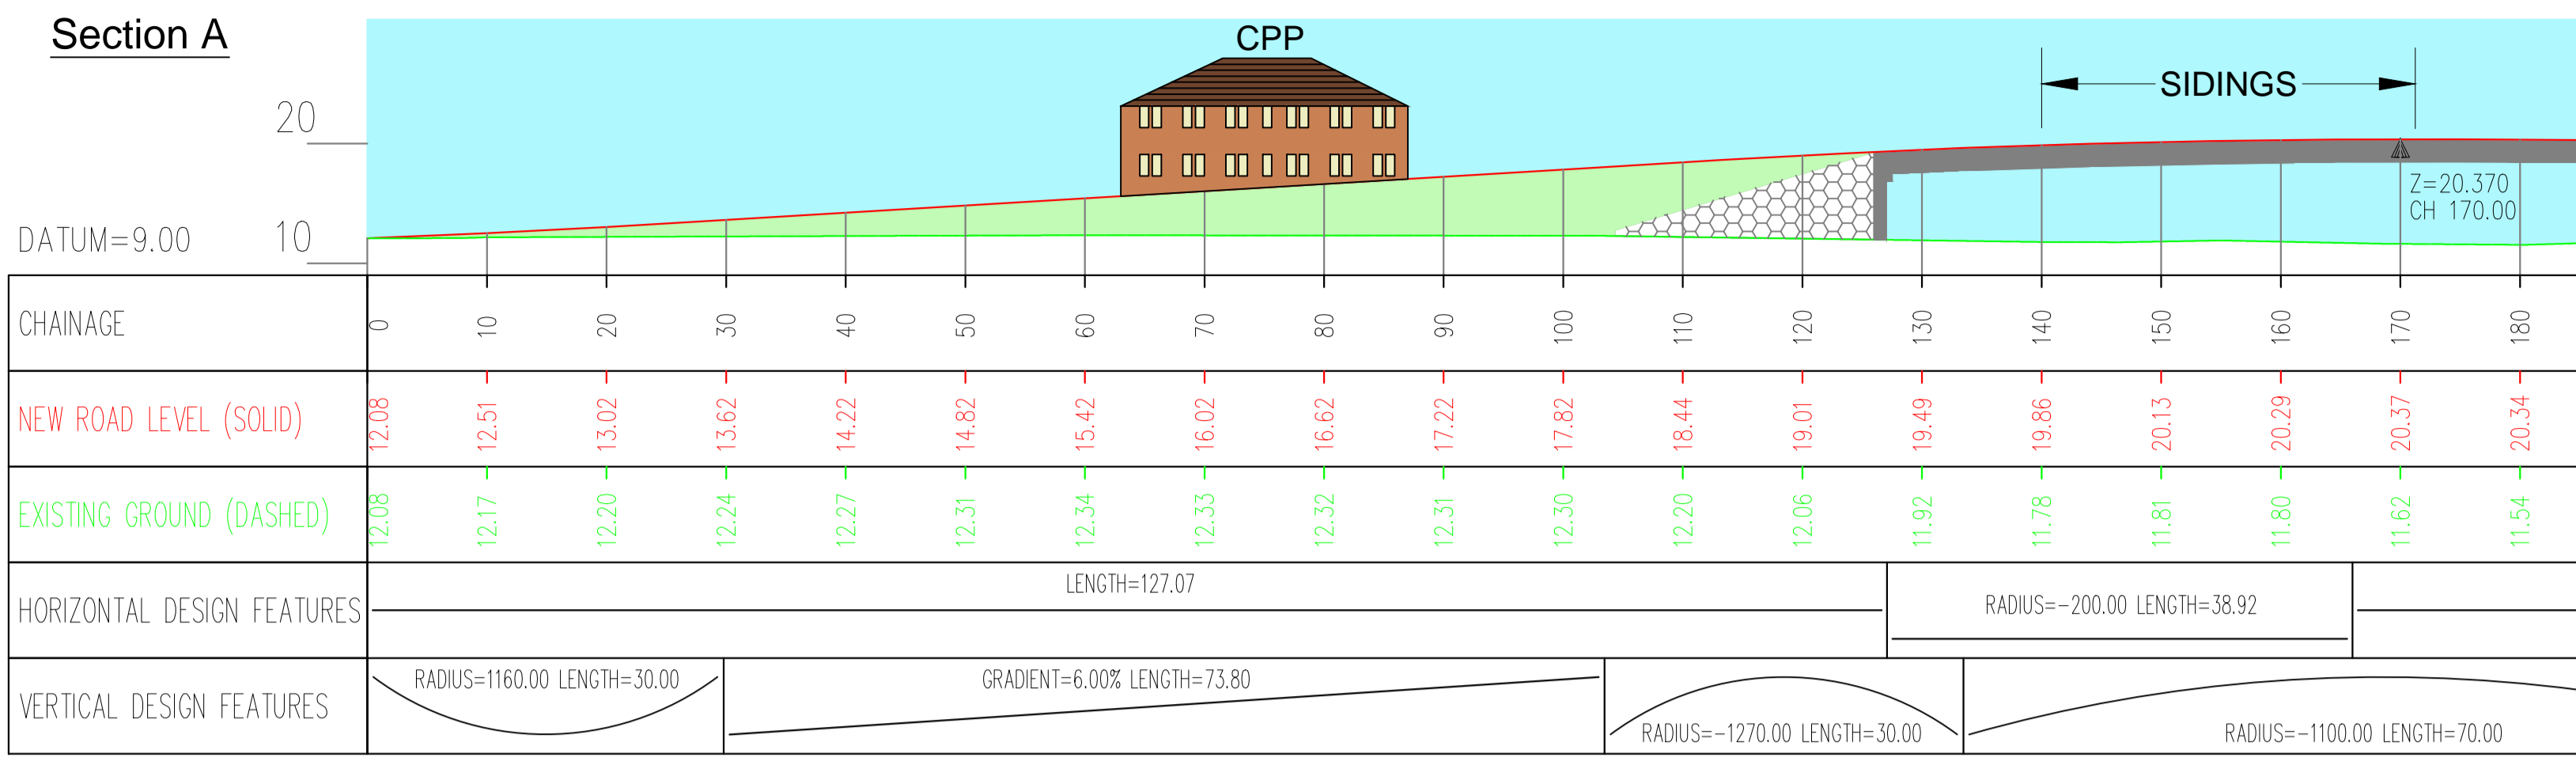 Section A
CPP
SIDINGS
20
10
DATUM=9.00
Z=20.370
CH 170.00
CHAINAGE 0 10 20 30 40 50 60 70 80 90 100 110 120 130 140 150 160 170 180
NEW ROAD LEVEL (SOLID) 12.08 12.51 13.02 13.62 14.22 14.82 15.42 16.02 16.62 17.22 17.82 18.44 19.01 19.49 19.86 20.13 20.29 20.37 20.34
EXISTING GROUND (DASHED) 12.08 12.17 12.20 12.24 12.27 12.31 12.34 12.33 12.32 12.31 12.30 12.20 12.06 11.92 11.78 11.81 11.80 11.62 11.54
HORIZONTAL DESIGN FEATURES LENGTH=127.07 RADIUS=-200.00 LENGTH=38.92
VERTICAL DESIGN FEATURES RADIUS=1160.00 LENGTH=30.00 GRADIENT=6.00% LENGTH=73.80 RADIUS=-1270.00 LENGTH=30.00 RADIUS=-1100.00 LENGTH=70.00